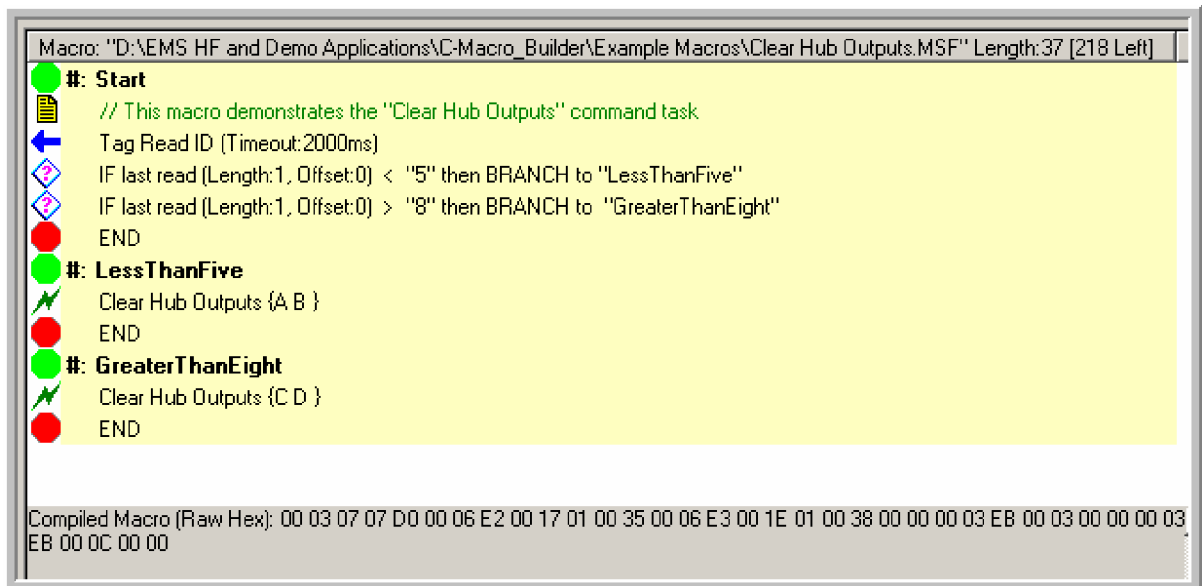 Macro: "D:\EMS HF and Demo Applications\C-Macro_Builder\Example Macros\Clear Hub Outputs.MSF" Length:37 [218 Left]
#: Start
// This macro demonstrates the "Clear Hub Outputs" command task
Tag Read ID (Timeout:2000ms)
IF last read (Length:1, Offset:0) < "5" then BRANCH to "LessThanFive"
IF last read (Length:1, Offset:0) > "8" then BRANCH to "GreaterThanEight"
END
#: LessThanFive
Clear Hub Outputs {A B }
END
#: GreaterThanEight
Clear Hub Outputs {C D }
END
Compiled Macro (Raw Hex): 00 03 07 07 D0 00 06 E2 00 17 01 00 35 00 06 E3 00 1E 01 00 38 00 00 00 03 EB 00 03 00 00 00 03
EB 00 0C 00 00